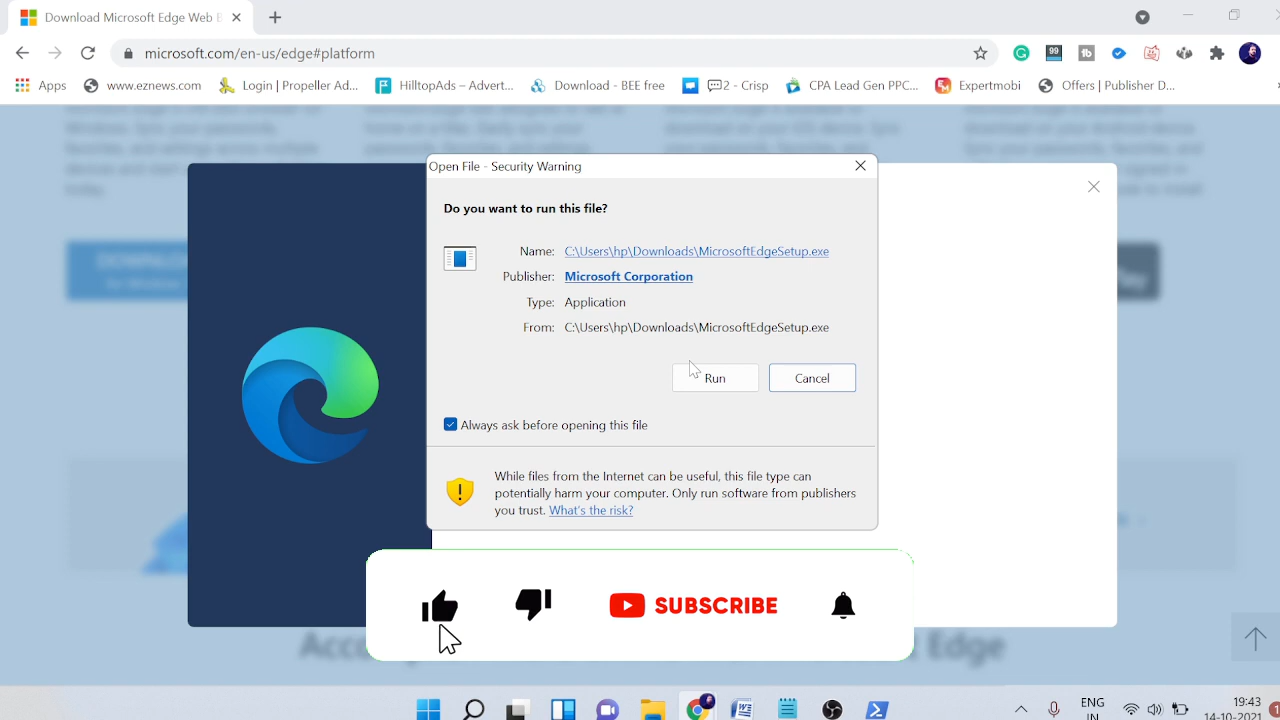 Download Microsoft Edge Web B
microsoft.com/en-us/edge#platform
99
tb
Apps
www.eznews.com
Login | Propeller Ad...
HilltopAds – Advert...
Download - BEE free
2 - Crisp
CPA Lead Gen PPC...
Expertmobi
Offers | Publisher D...
Open File - Security Warning
Do you want to run this file?
Name: C:\Users\hp\Downloads\MicrosoftEdgeSetup.exe
Publisher: Microsoft Corporation
Type: Application
From: C:\Users\hp\Downloads\MicrosoftEdgeSetup.exe
Run
Cancel
Always ask before opening this file
While files from the Internet can be useful, this file type can
potentially harm your computer. Only run software from publishers
you trust. What's the risk?
SUBSCRIBE
Edge
ENG
IN
19:43
14-10-2021